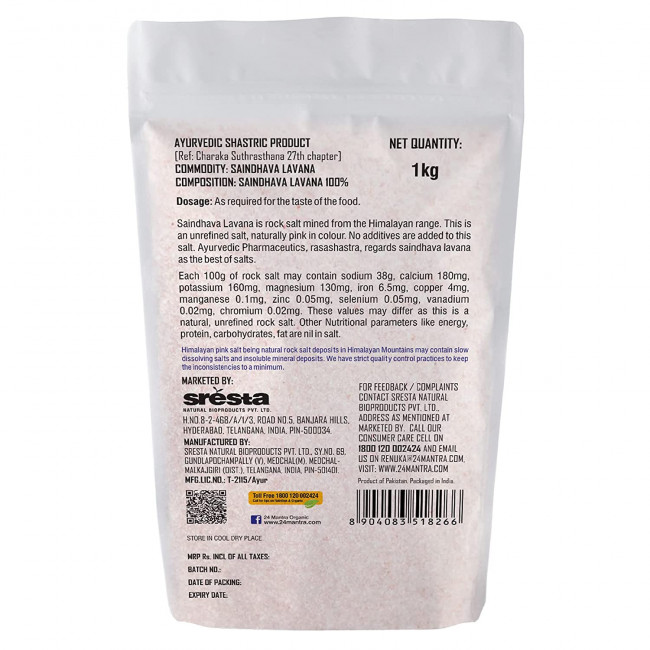 AYURVEDIC SHASTRIC PRODUCT
[Ref: Charaka Suthrasthana 27th chapter]
COMMODITY: SAINDHAVA LAVANA
COMPOSITION: SAINDHAVA LAVANA 100%
NET QUANTITY:
1kg
Dosage: As required for the taste of the food.
Saindhava Lavana is rock salt mined from the Himalayan range. This is
an unrefined salt, naturally pink in colour. No additives are added to this
salt. Ayurvedic Pharmaceutics, rasashastra, regards saindhava lavana
as the best of salts.
Each 100g of rock salt may contain sodium 38g, calcium 180mg,
potassium 160mg, magnesium 130mg, iron 6.5mg, copper 4mg,
manganese 0.1mg, zinc 0.05mg, selenium 0.05mg, vanadium
0.02mg, chromium 0.02mg. These values may differ as this is a
natural, unrefined rock salt. Other Nutritional parameters like energy,
protein, carbohydrates, fat are nil in salt.
Himalayan pink salt being natural rock salt deposits in Himalayan Mountains may contain slow
dissolving salts and insoluble mineral deposits. We have strict quality control practices to keep
the inconsistencies to a minimum.
MARKETED BY:
sresta
NATURAL BIOPRODUCTS PVT. LTD.
H.NO.8-2-468/A/1/3, ROAD NO.5, BANJARA HILLS,
HYDERABAD, TELANGANA, INDIA, PIN-500034.
MANUFACTURED BY:
SRESTA NATURAL BIOPRODUCTS PVT. LTD., SY.NO. 69,
GUNDLAPOCHAMPALLY (V), MEDCHAL(M), MEDCHAL-
MALKAJGIRI (DIST.), TELANGANA, INDIA, PIN-501401.
MFG.LIC.NO.: T-2115/Ayur
FOR FEEDBACK / COMPLAINTS
CONTACT SRESTA NATURAL
BIOPRODUCTS PVT. LTD.,
ADDRESS AS MENTIONED AT
MARKETED BY. CALL OUR
CONSUMER CARE CELL ON
1800 120 002424 AND EMAIL
US ON RENUKA@24MANTRA.COM,
VISIT: WWW.24MANTRA.COM.
Product of Pakistan. Packaged in India.
Toll Free 1800 120 002424
24 Mantra Organic
www.24mantra.com
8 904083 518266
STORE IN COOL DRY PLACE
MRP Rs. INCL OF ALL TAXES:
BATCH NO.:
DATE OF PACKING:
EXPIRY DATE: